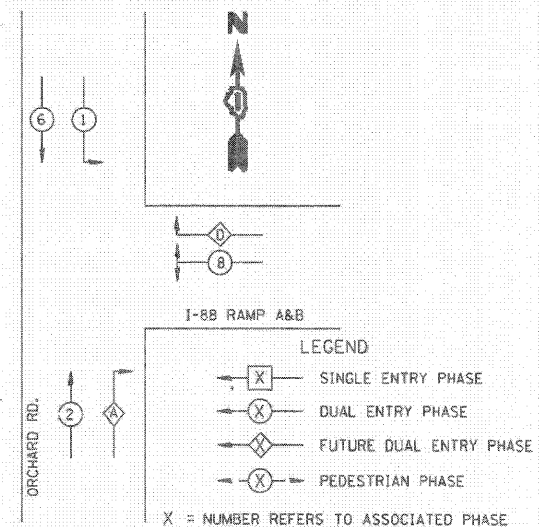 N
6
1
D
8
I-88 RAMP A&B
ORCHARD RD.
2
A
LEGEND
X SINGLE ENTRY PHASE
X DUAL ENTRY PHASE
X FUTURE DUAL ENTRY PHASE
X PEDESTRIAN PHASE
X = NUMBER REFERS TO ASSOCIATED PHASE